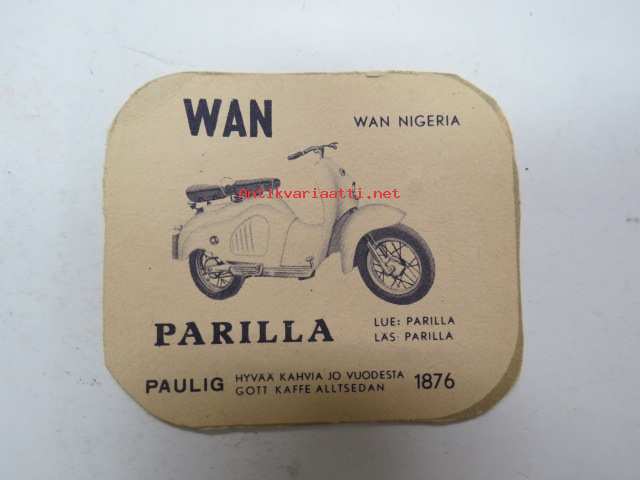 WAN
WAN NIGERIA
Antikvariaatti.net
PARILLA
LUE: PARILLA
LÄS: PARILLA
PAULIG HYVÄÄ KAHVIA JO VUODESTA 1876
GOTT KAFFE ALLTSEDAN